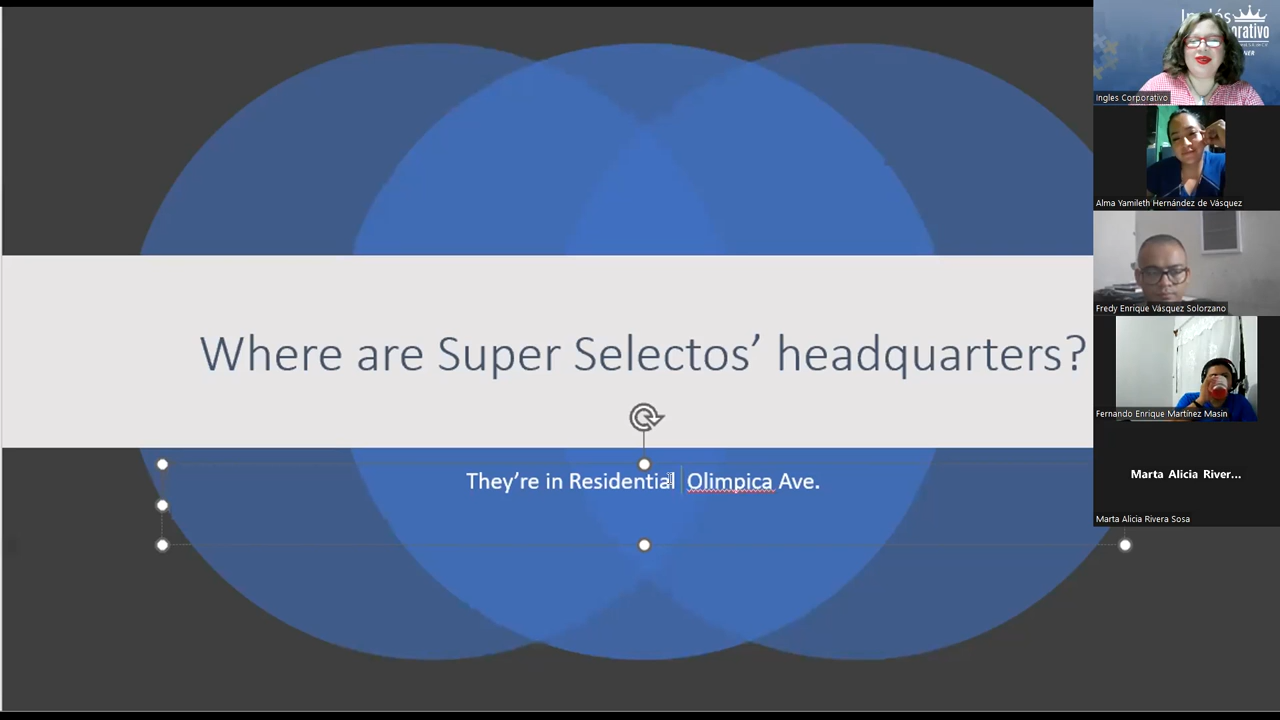 Where are Super Selectos’ headquarters?
They’re in Residential Olimpica Ave.
Ingles Corporativo
Alma Yamileth Hernández de Vásquez
Fredy Enrique Vásquez Solorzano
Fernando Enrique Martínez Masin
Marta Alicia River...
Marta Alicia Rivera Sosa